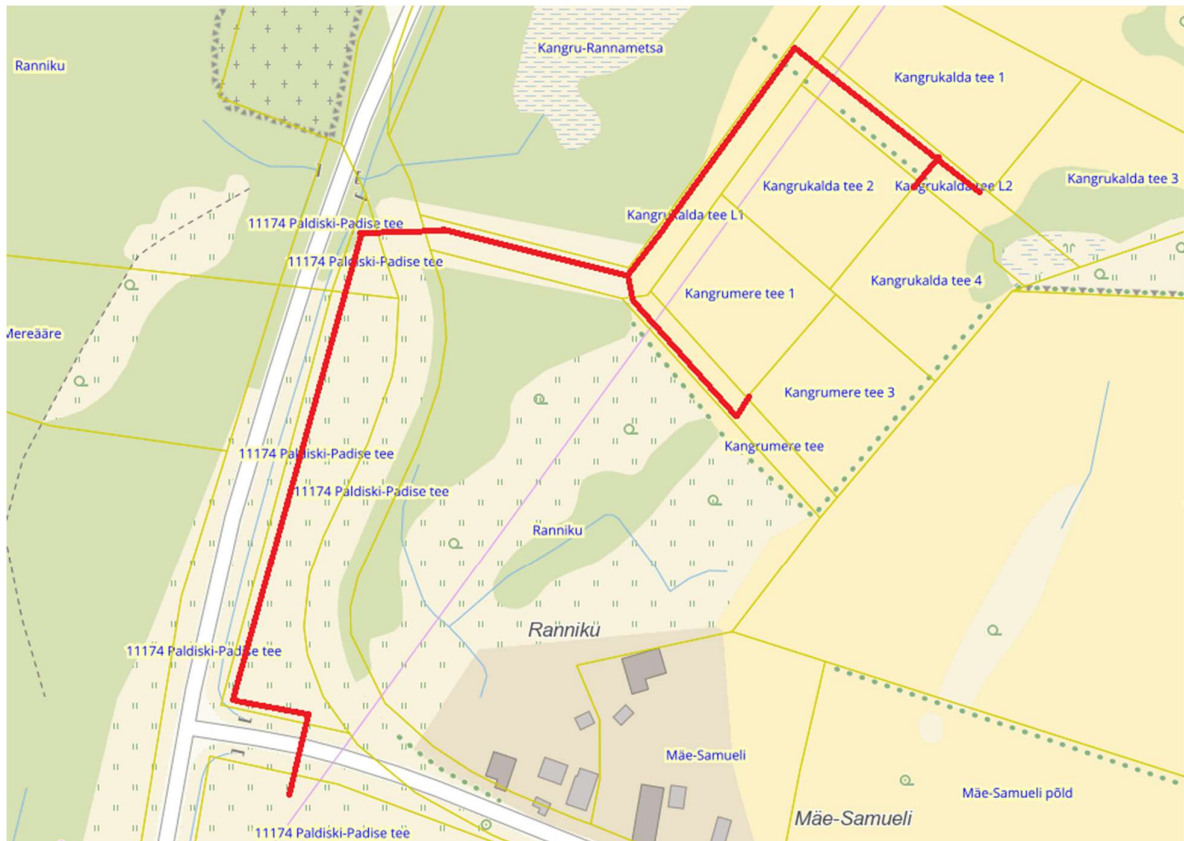 Kangru-Rannametsa
Ranniku
Kangrukalda tee 1
Kangrukalda tee 3
Kangrukalda tee 2
Kangrukalda tee L2
Kangrukalda tee L1
11174 Paldiski-Padise tee
11174 Paldiski-Padise tee
Kangrukalda tee 4
Kangrumere tee 1
Mereääre
Kangrumere tee 3
Kangrumere tee
11174 Paldiski-Padise tee
11174 Paldiski-Padise tee
Ranniku
Ranniku
11174 Paldiski-Padise tee
Mäe-Samueli
Mäe-Samueli põld
Mäe-Samueli
11174 Paldiski-Padise tee